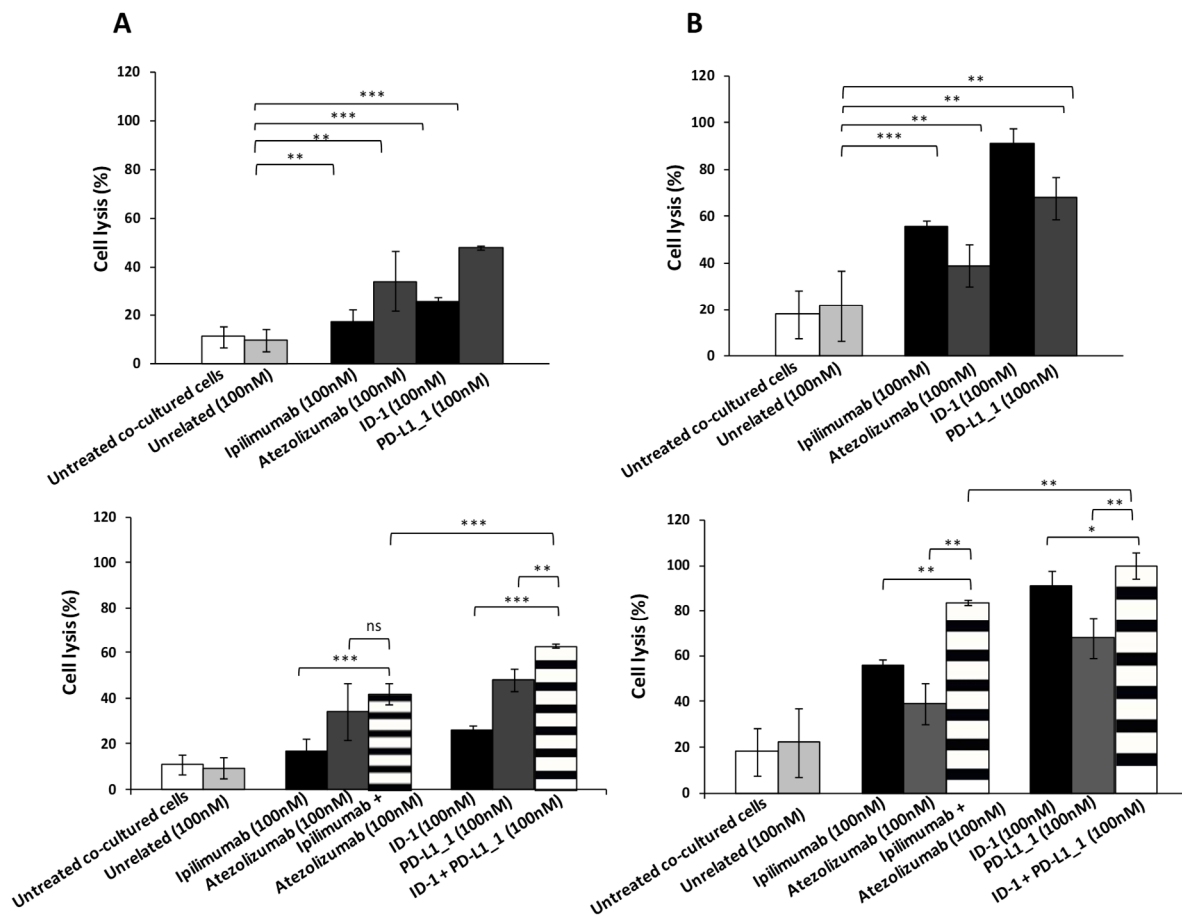 A
120
100
80
60
40
20
0
Cell lysis (%)
***
***
**
**
Untreated co-cultured cells
Unrelated (100nM)
Ipilimumab (100nM)
Atezolizumab (100nM)
ID-1 (100nM)
PD-L1_1 (100nM)
B
120
100
80
60
40
20
0
Cell lysis (%)
**
**
**
***
Untreated co-cultured cells
Unrelated (100nM)
Ipilimumab (100nM)
Atezolizumab (100nM)
ID-1 (100nM)
PD-L1_1 (100nM)
120
100
80
60
40
20
0
Cell lysis (%)
***
**
***
ns
***
Untreated co-cultured cells
Unrelated (100nM)
Ipilimumab (100nM)
Atezolizumab (100nM)
Ipilimumab +
Atezolizumab (100nM)
ID-1 (100nM)
PD-L1_1 (100nM)
ID-1 + PD-L1_1 (100nM)
120
100
80
60
40
20
0
Cell lysis (%)
**
**
*
**
**
Untreated co-cultured cells
Unrelated (100nM)
Ipilimumab (100nM)
Atezolizumab (100nM)
Ipilimumab +
Atezolizumab (100nM)
ID-1 (100nM)
PD-L1_1 (100nM)
ID-1 + PD-L1_1 (100nM)